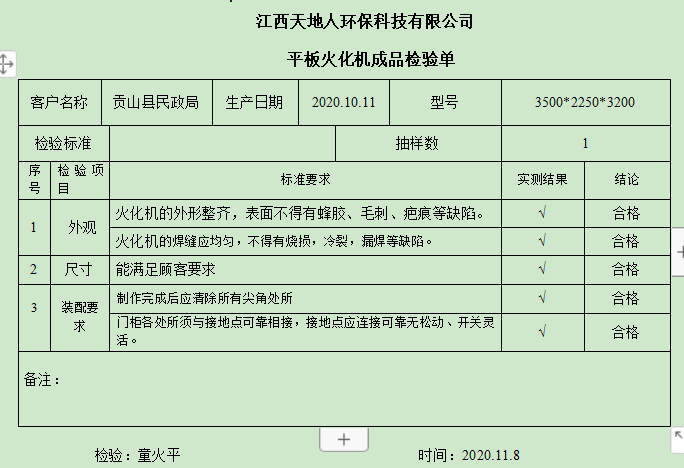 江西天地人环保科技有限公司
平板火化机成品检验单
客户名称 贡山县民政局 生产日期 2020.10.11 型号 3500*2250*3200
检验标准 抽样数 1
序号 检验项目 标准要求 实测结果 结论
1 外观 火化机的外形整齐，表面不得有蜂胶、毛刺、疤痕等缺陷。 √ 合格
火化机的焊缝应均匀，不得有烧损，冷裂，漏焊等缺陷。 √ 合格
2 尺寸 能满足顾客要求 √ 合格
3 装配要求 制作完成后应清除所有尖角处所 √ 合格
门柜各处所须与接地点可靠相接，接地点应连接可靠无松动、开关灵
活。 √ 合格
备注：
检验：童火平 时间：2020.11.8